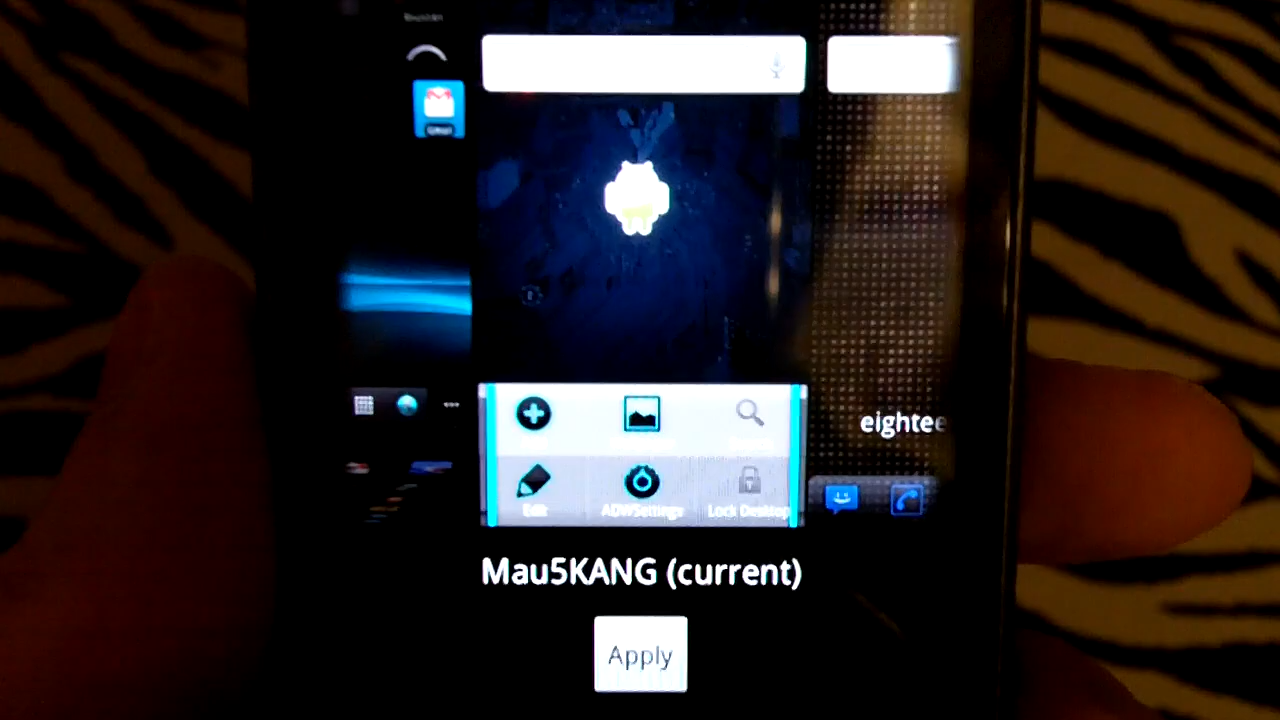 eightee
Edit
ADWSettings
Lock Desktop
Mau5KANG (current)
Apply